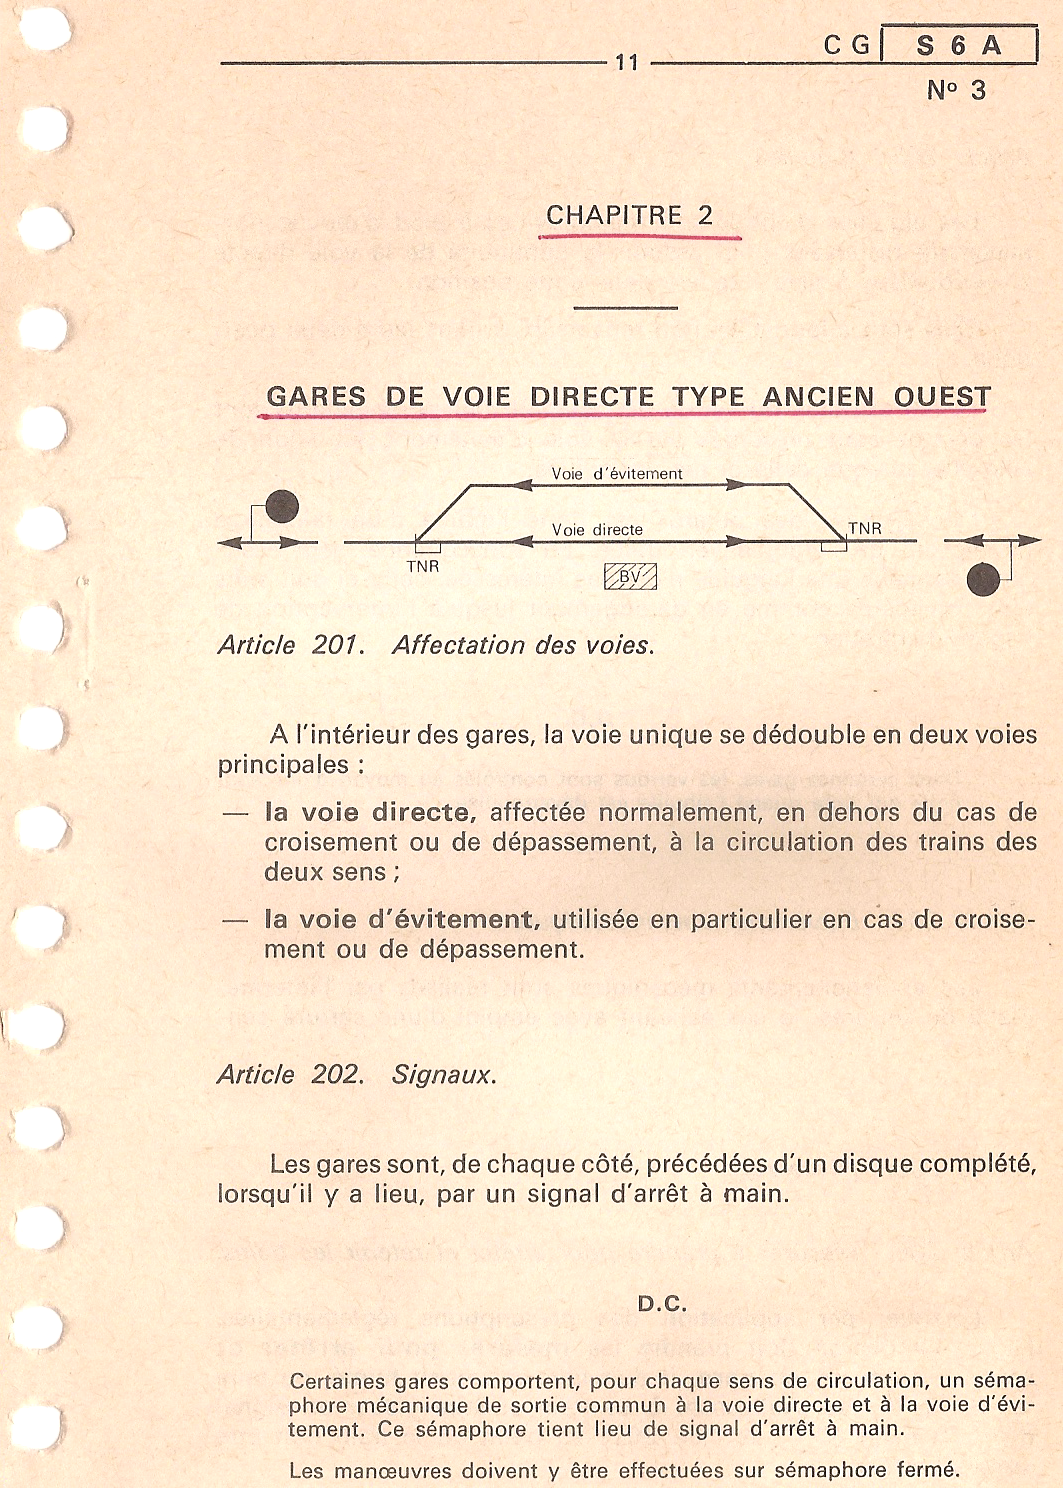 11
C G S 6 A
Nº 3
CHAPITRE 2
GARES DE VOIE DIRECTE TYPE ANCIEN OUEST
Voie d'évitement
Voie directe
TNR
TNR
BV
Article 201. Affectation des voies.
A l'intérieur des gares, la voie unique se dédouble en deux voies
principales :
— la voie directe, affectée normalement, en dehors du cas de
croisement ou de dépassement, à la circulation des trains des
deux sens ;
— la voie d'évitement, utilisée en particulier en cas de croise-
ment ou de dépassement.
Article 202. Signaux.
Les gares sont, de chaque côté, précédées d'un disque complété,
lorsqu'il y a lieu, par un signal d'arrêt à main.
D.C.
Certaines gares comportent, pour chaque sens de circulation, un séma-
phore mécanique de sortie commun à la voie directe et à la voie d'évi-
tement. Ce sémaphore tient lieu de signal d'arrêt à main.
Les manœuvres doivent y être effectuées sur sémaphore fermé.